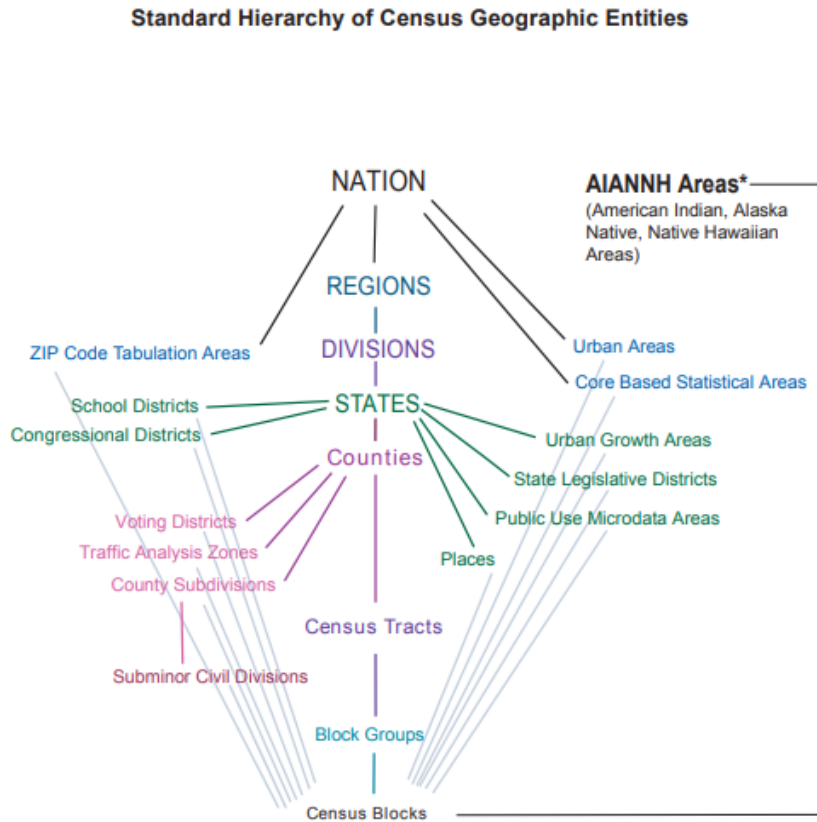 Standard Hierarchy of Census Geographic Entities
NATION
AIANNH Areas*
(American Indian, Alaska
Native, Native Hawaiian
Areas)
REGIONS
DIVISIONS
ZIP Code Tabulation Areas
Urban Areas
Core Based Statistical Areas
STATES
School Districts
Congressional Districts
Urban Growth Areas
Counties
State Legislative Districts
Public Use Microdata Areas
Voting Districts
Traffic Analysis Zones
Places
County Subdivisions
Census Tracts
Subminor Civil Divisions
Block Groups
Census Blocks